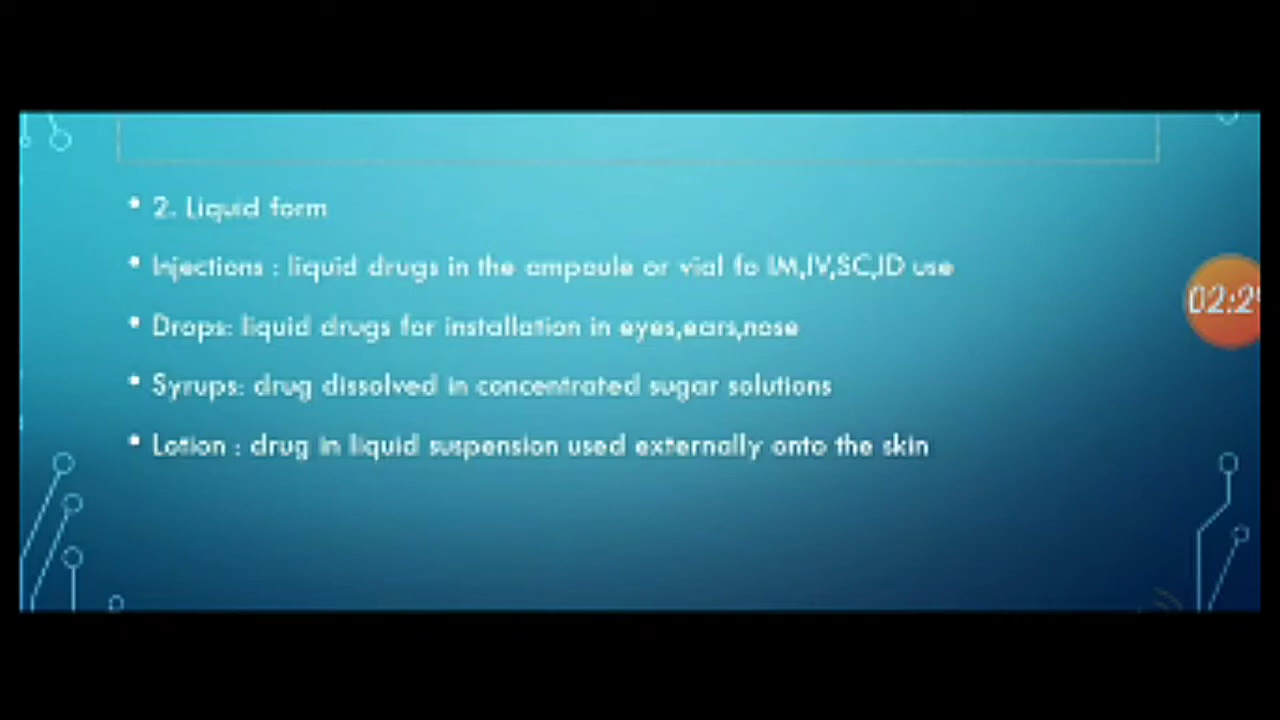 2. Liquid form
Injections : liquid drugs in the ampoule or vial fo IM,IV,SC,ID use
Drops: liquid drugs for installation in eyes,ears,nose
Syrups: drug dissolved in concentrated sugar solutions
Lotion : drug in liquid suspension used externally onto the skin
02:2